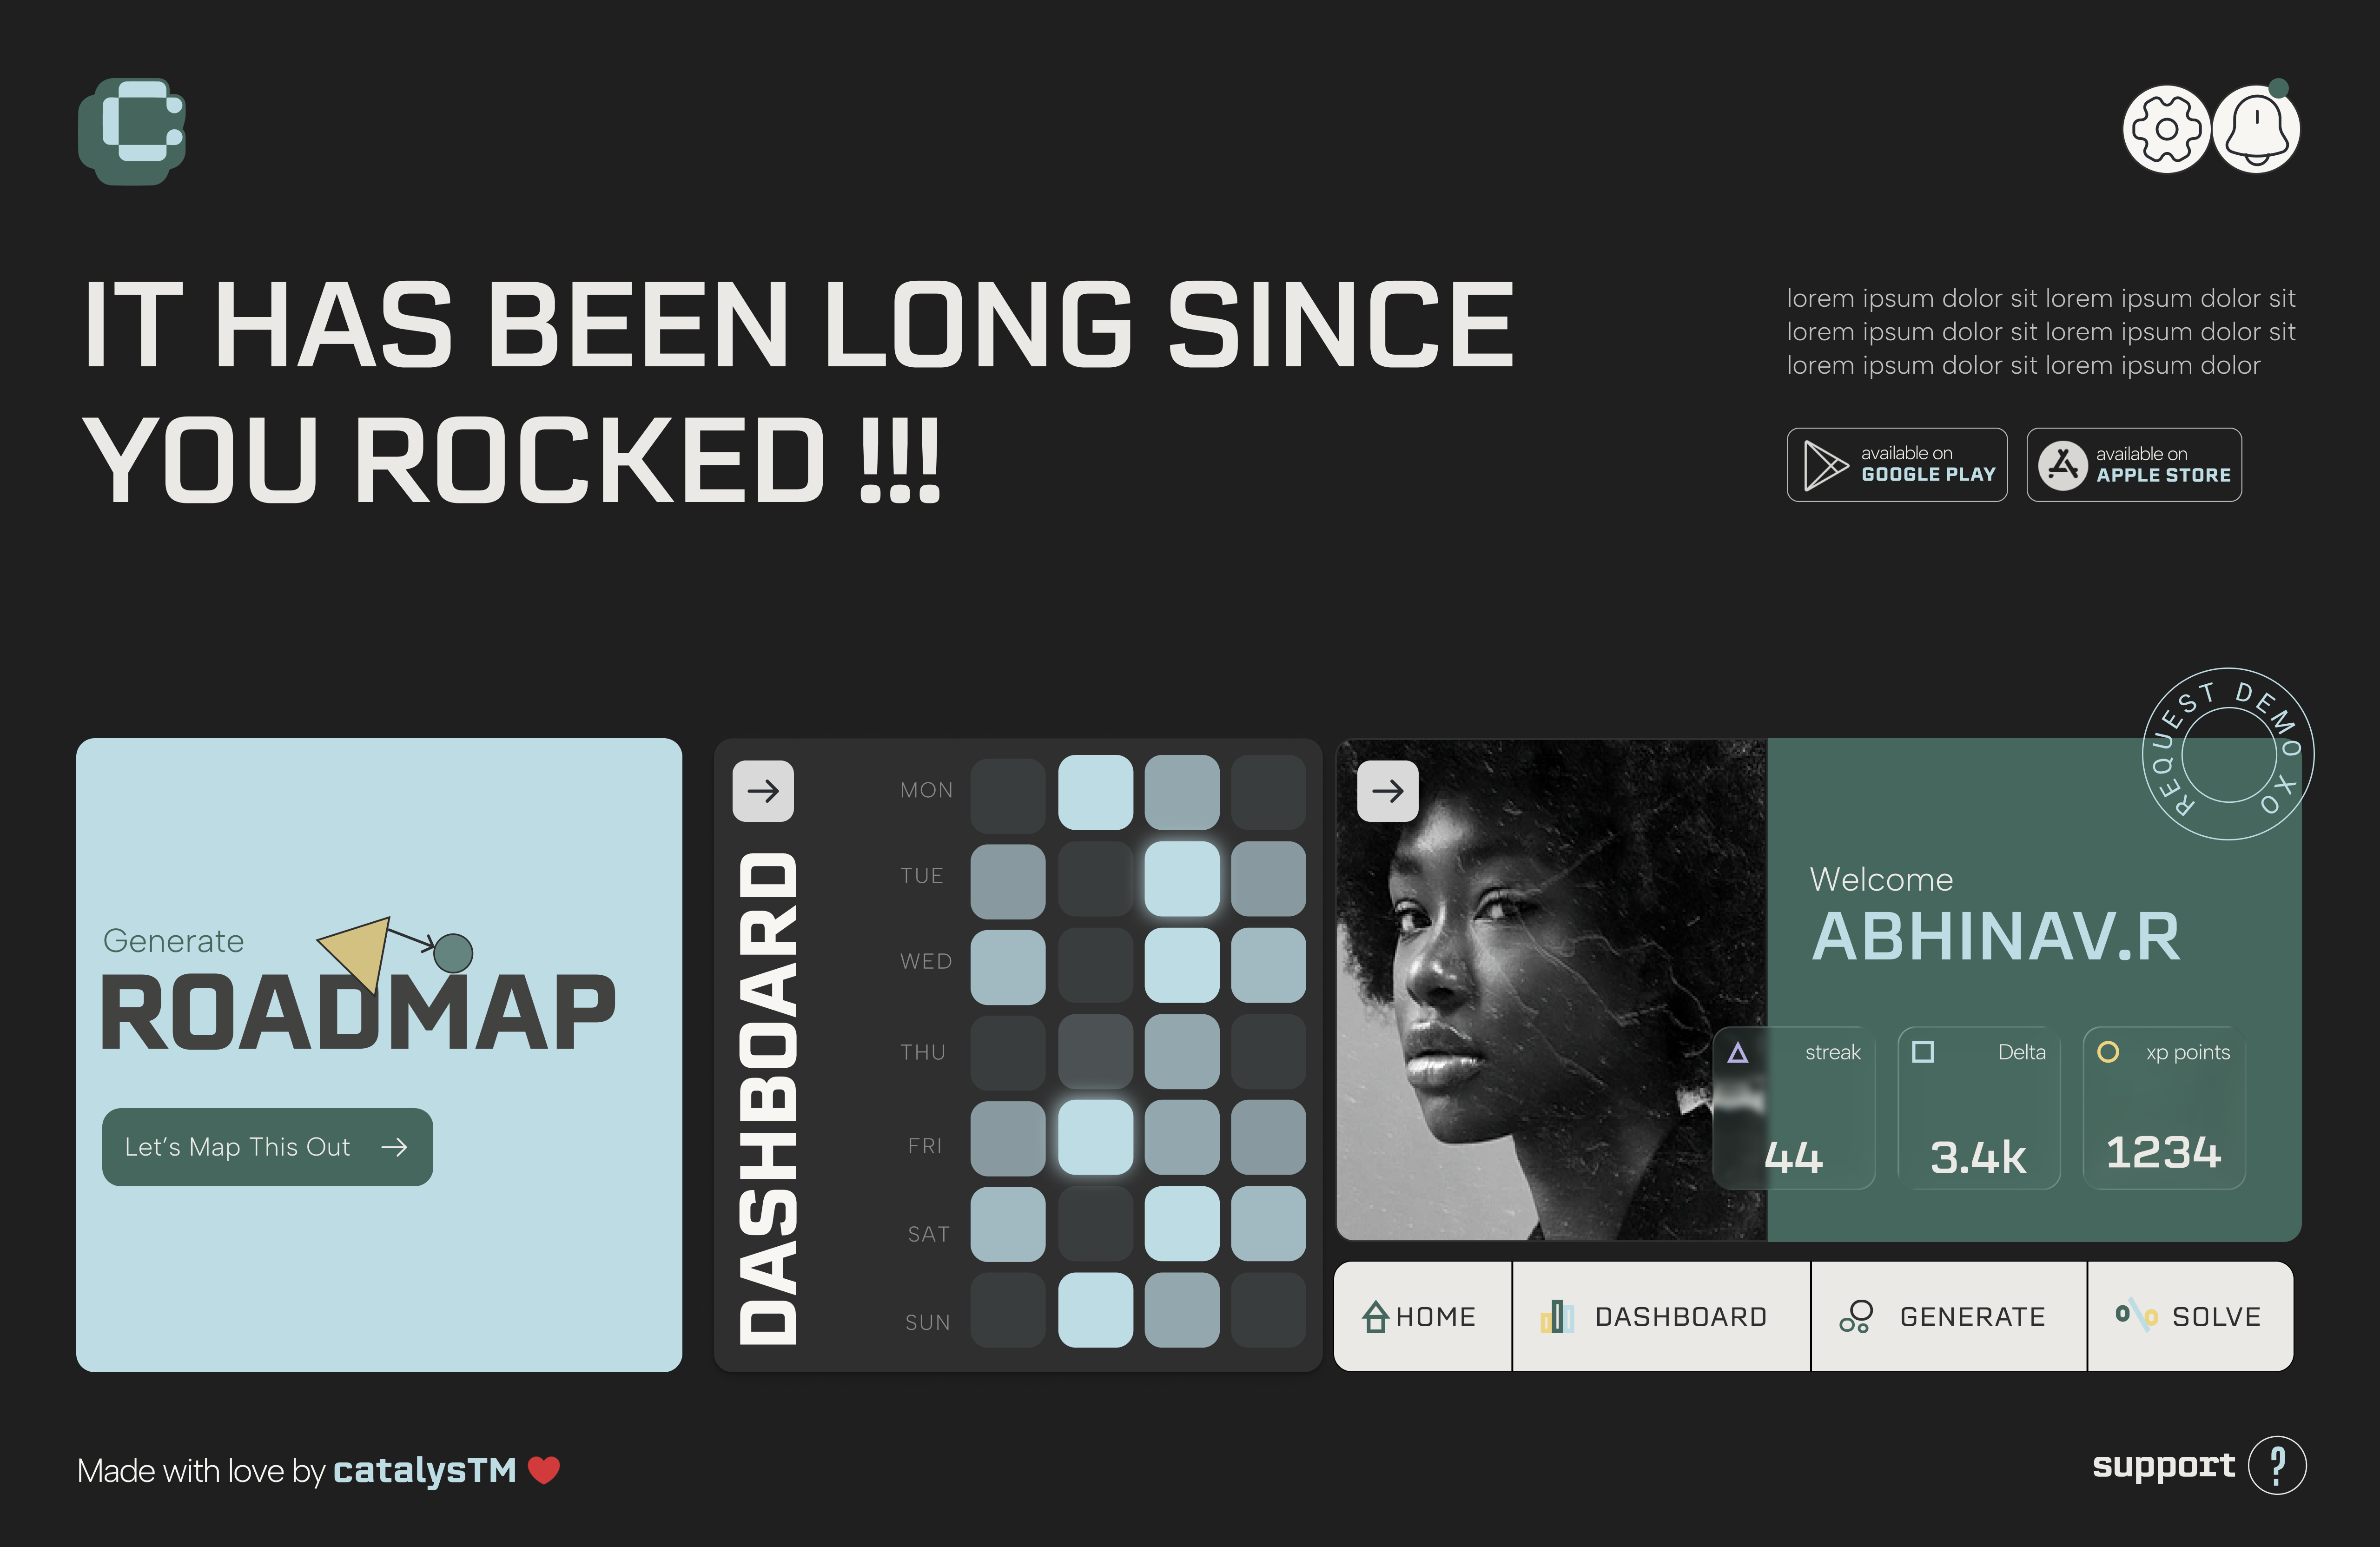 IT HAS BEEN LONG SINCE
YOU ROCKED !!!
lorem ipsum dolor sit lorem ipsum dolor sit
lorem ipsum dolor sit lorem ipsum dolor sit
lorem ipsum dolor sit lorem ipsum dolor
available on
GOOGLE PLAY
available on
APPLE STORE
REQUEST DEMO XO
Generate
ROADMAP
Let's Map This Out
DASHBOARD
MON
TUE
WED
THU
FRI
SAT
SUN
Welcome
ABHINAV.R
streak
44
Delta
3.4k
xp points
1234
HOME
DASHBOARD
GENERATE
SOLVE
Made with love by catalysTM
support ?